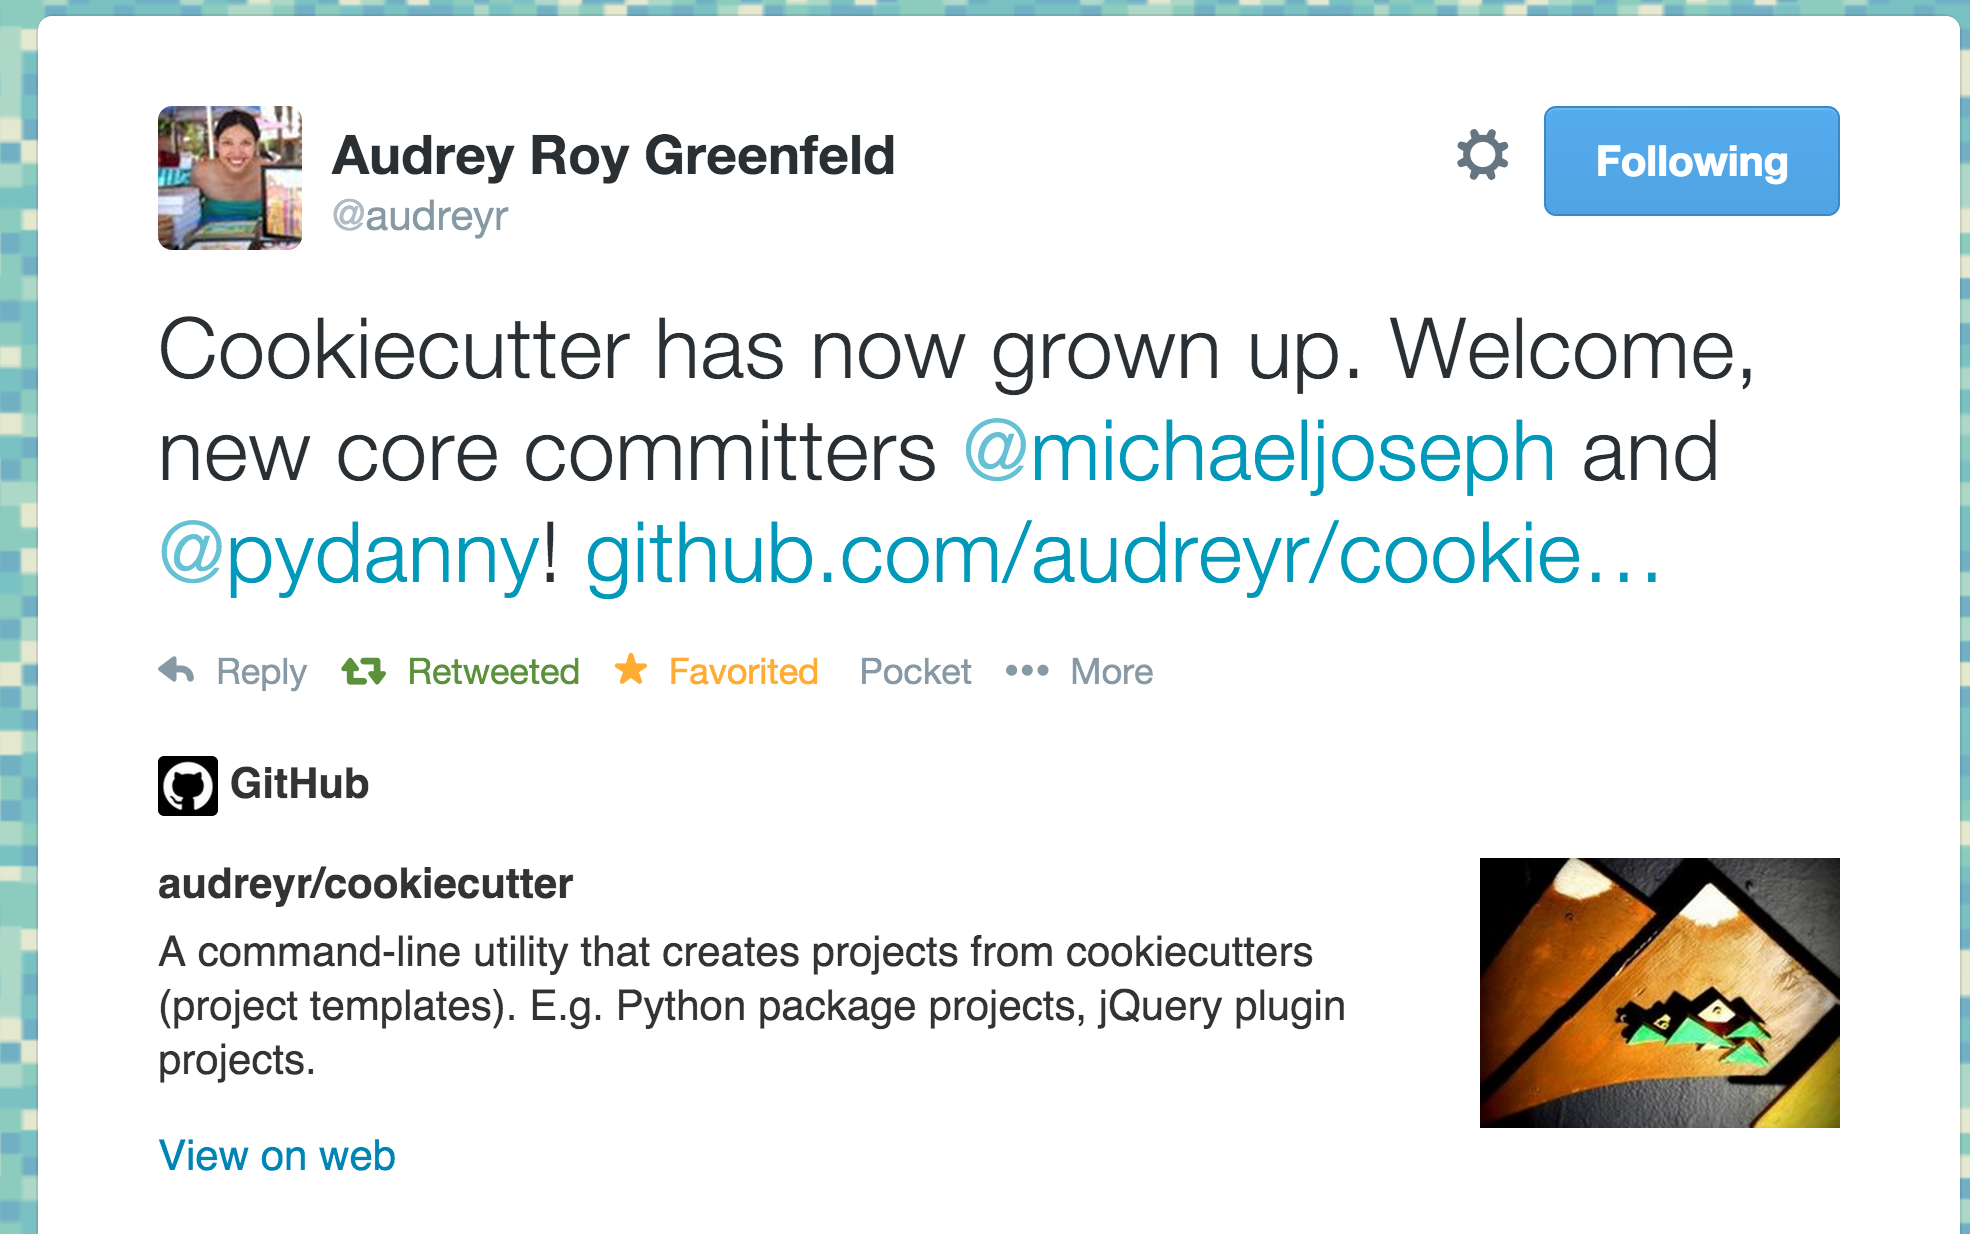 Audrey Roy Greenfeld
@audreyr
Following
Cookiecutter has now grown up. Welcome,
new core committers @michaeljoseph and
@pydanny! github.com/audreyr/cookie…
Reply Retweeted Favorited Pocket More
GitHub
audreyr/cookiecutter
A command-line utility that creates projects from cookiecutters
(project templates). E.g. Python package projects, jQuery plugin
projects.
View on web